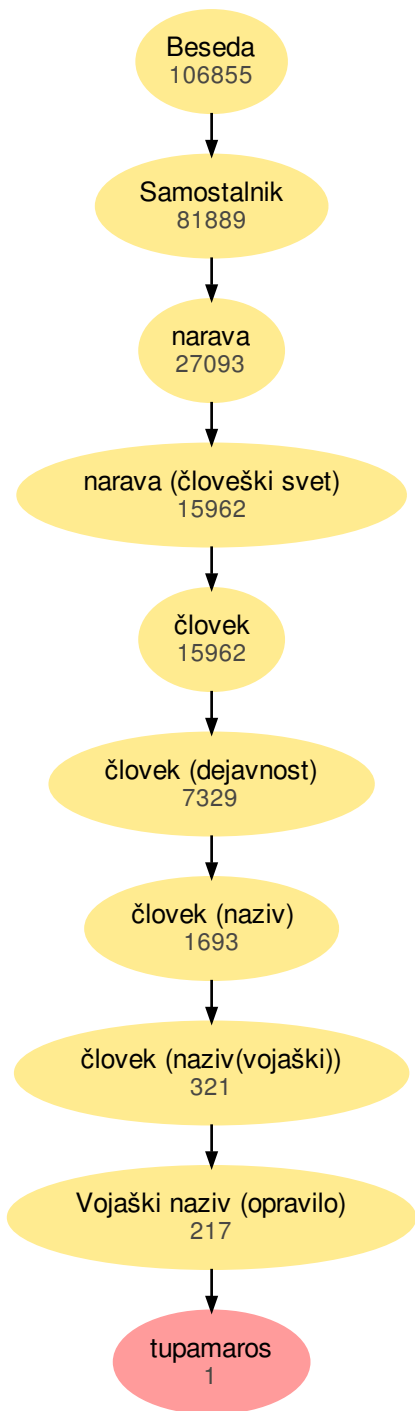 Beseda
106855
Samostalnik
81889
narava
27093
narava (človeški svet)
15962
človek
15962
človek (dejavnost)
7329
človek (naziv)
1693
človek (naziv(vojaški))
321
Vojaški naziv (opravilo)
217
tupamaros
1